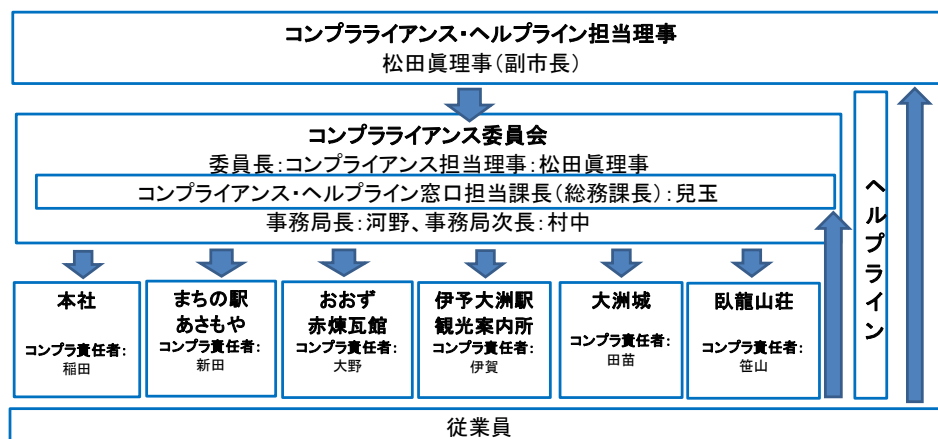 コンプラライアンス・ヘルプライン担当理事
松田眞理事(副市長)
コンプラライアンス委員会
委員長:コンプライアンス担当理事:松田眞理事
コンプライアンス・ヘルプライン窓口担当課長(総務課長):兒玉
事務局長:河野、事務局次長:村中
ヘルプライン
本社
コンプラ責任者:
稲田
まちの駅
あさもや
コンプラ責任者:
新田
おおず
赤煉瓦館
コンプラ責任者:
大野
伊予大洲駅
観光案内所
コンプラ責任者:
伊賀
大洲城
コンプラ責任者:
田苗
臥龍山荘
コンプラ責任者:
笹山
従業員